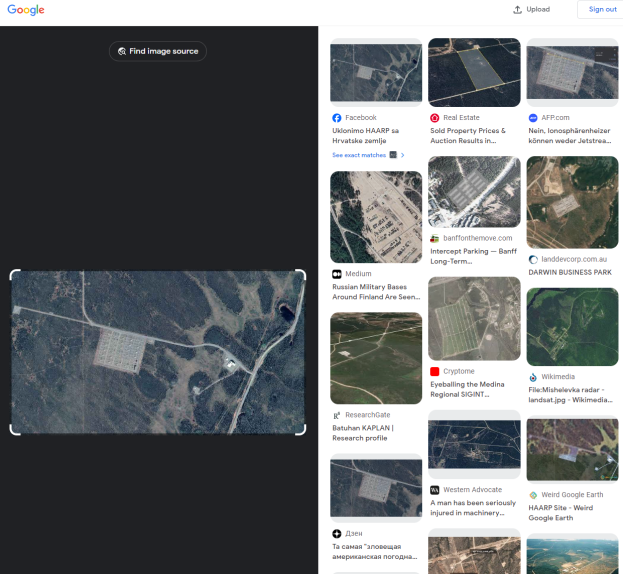 Google
Upload
Sign out
Find image source
Facebook
Uklonimo HAARP sa
Hrvatske zemlje
See exact matches
Real Estate
Sold Property Prices &
Auction Results in...
AFP.com
Nein, Ionosphärenheizer
können weder Jetstrea...
Medium
Russian Military Bases
Around Finland Are Seen...
banffonthemove.com
Intercept Parking — Banff
Long-Term...
landdevcorp.com.au
DARWIN BUSINESS PARK
ResearchGate
Batuhan KAPLAN |
Research profile
Cryptome
Eyeballing the Medina
Regional SIGINT...
Wikimedia
File:Mishelevka radar -
landsat.jpg - Wikimedia...
Дзен
Та самая "зловещая
американская погодна...
Western Advocate
A man has been seriously
injured in machinery...
Weird Google Earth
HAARP Site - Weird
Google Earth